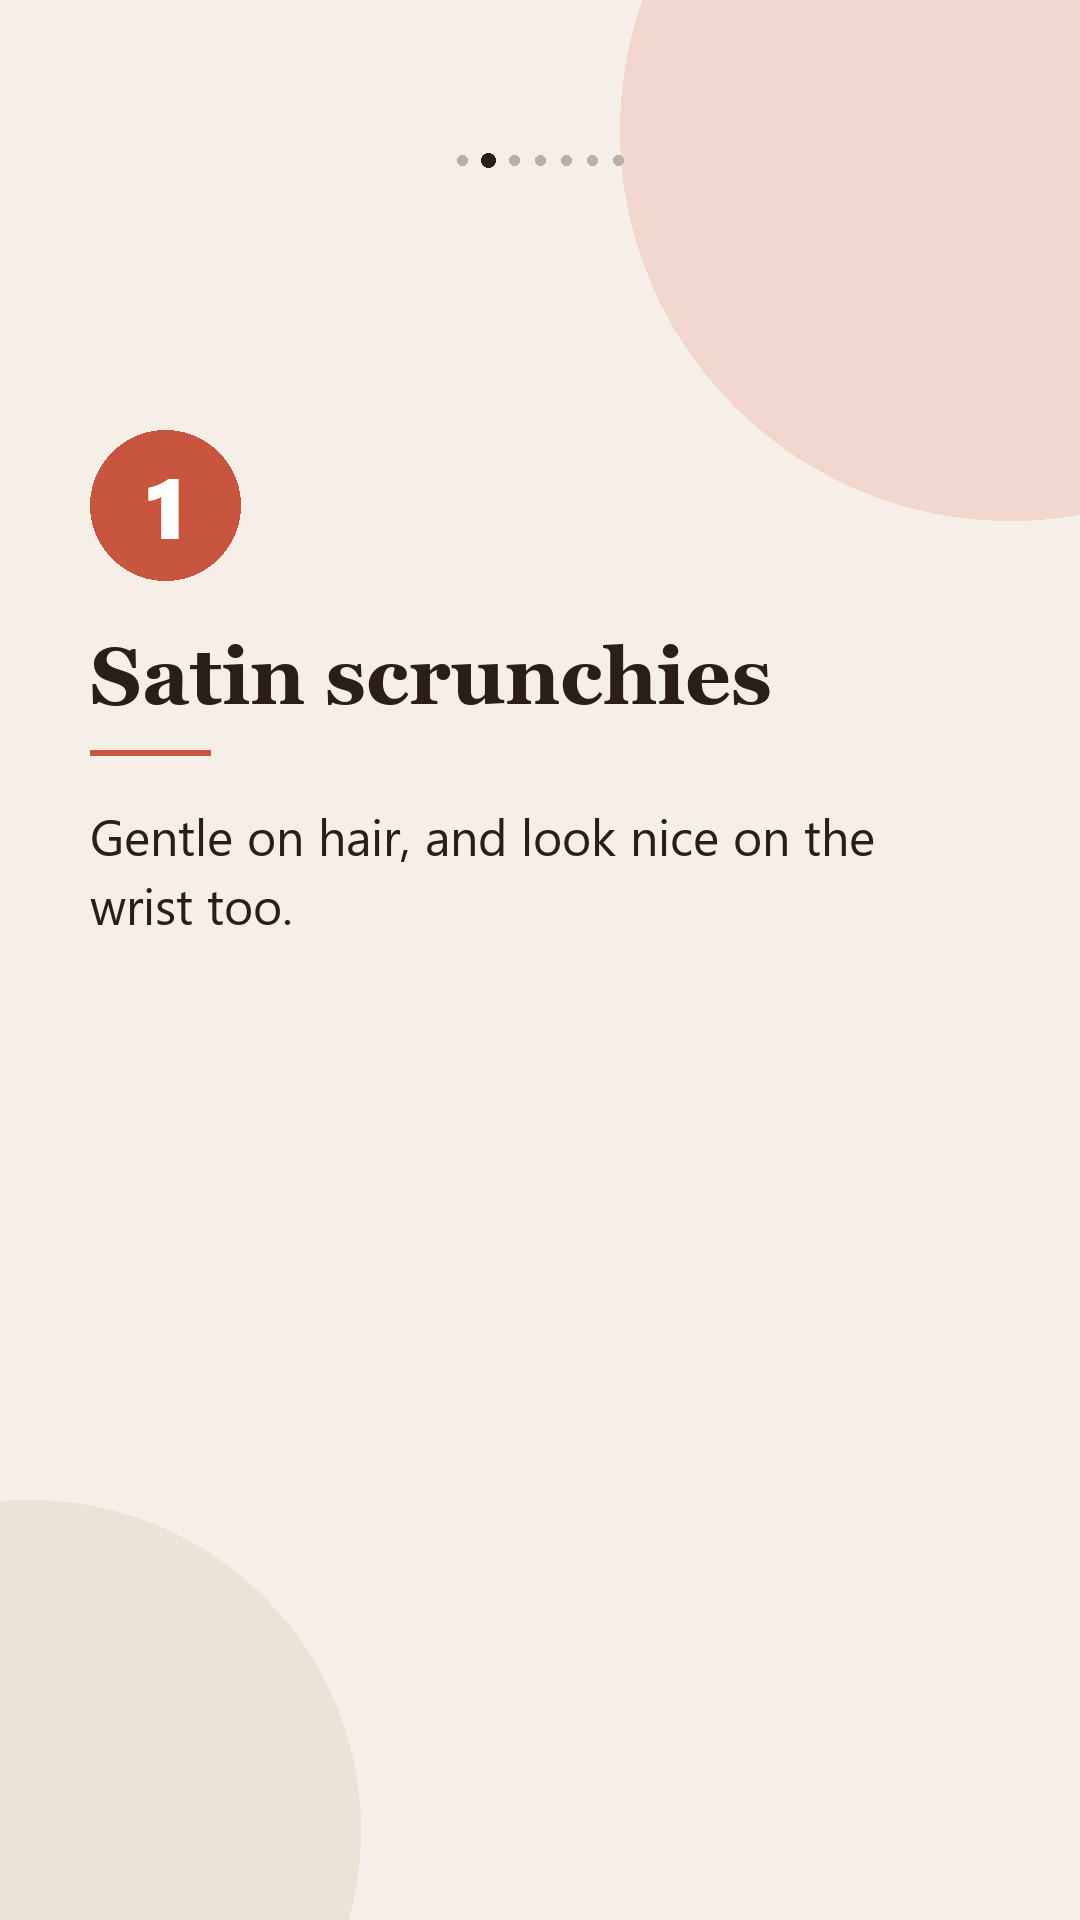 1
Satin scrunchies
Gentle on hair, and look nice on the
wrist too.